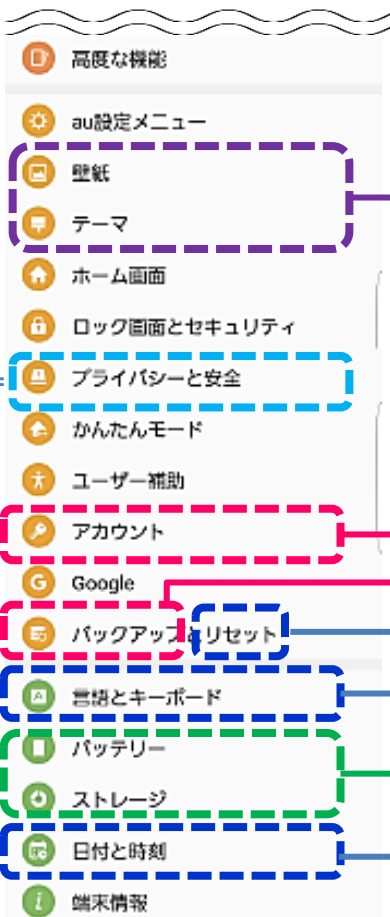 高度な機能
au設定メニュー
壁紙
テーマ
ホーム画面
ロック画面とセキュリティ
プライバシーと安全
かんたんモード
ユーザー補助
アカウント
Google
バックアップとリセット
言語とキーボード
バッテリー
ストレージ
日付と時刻
端末情報